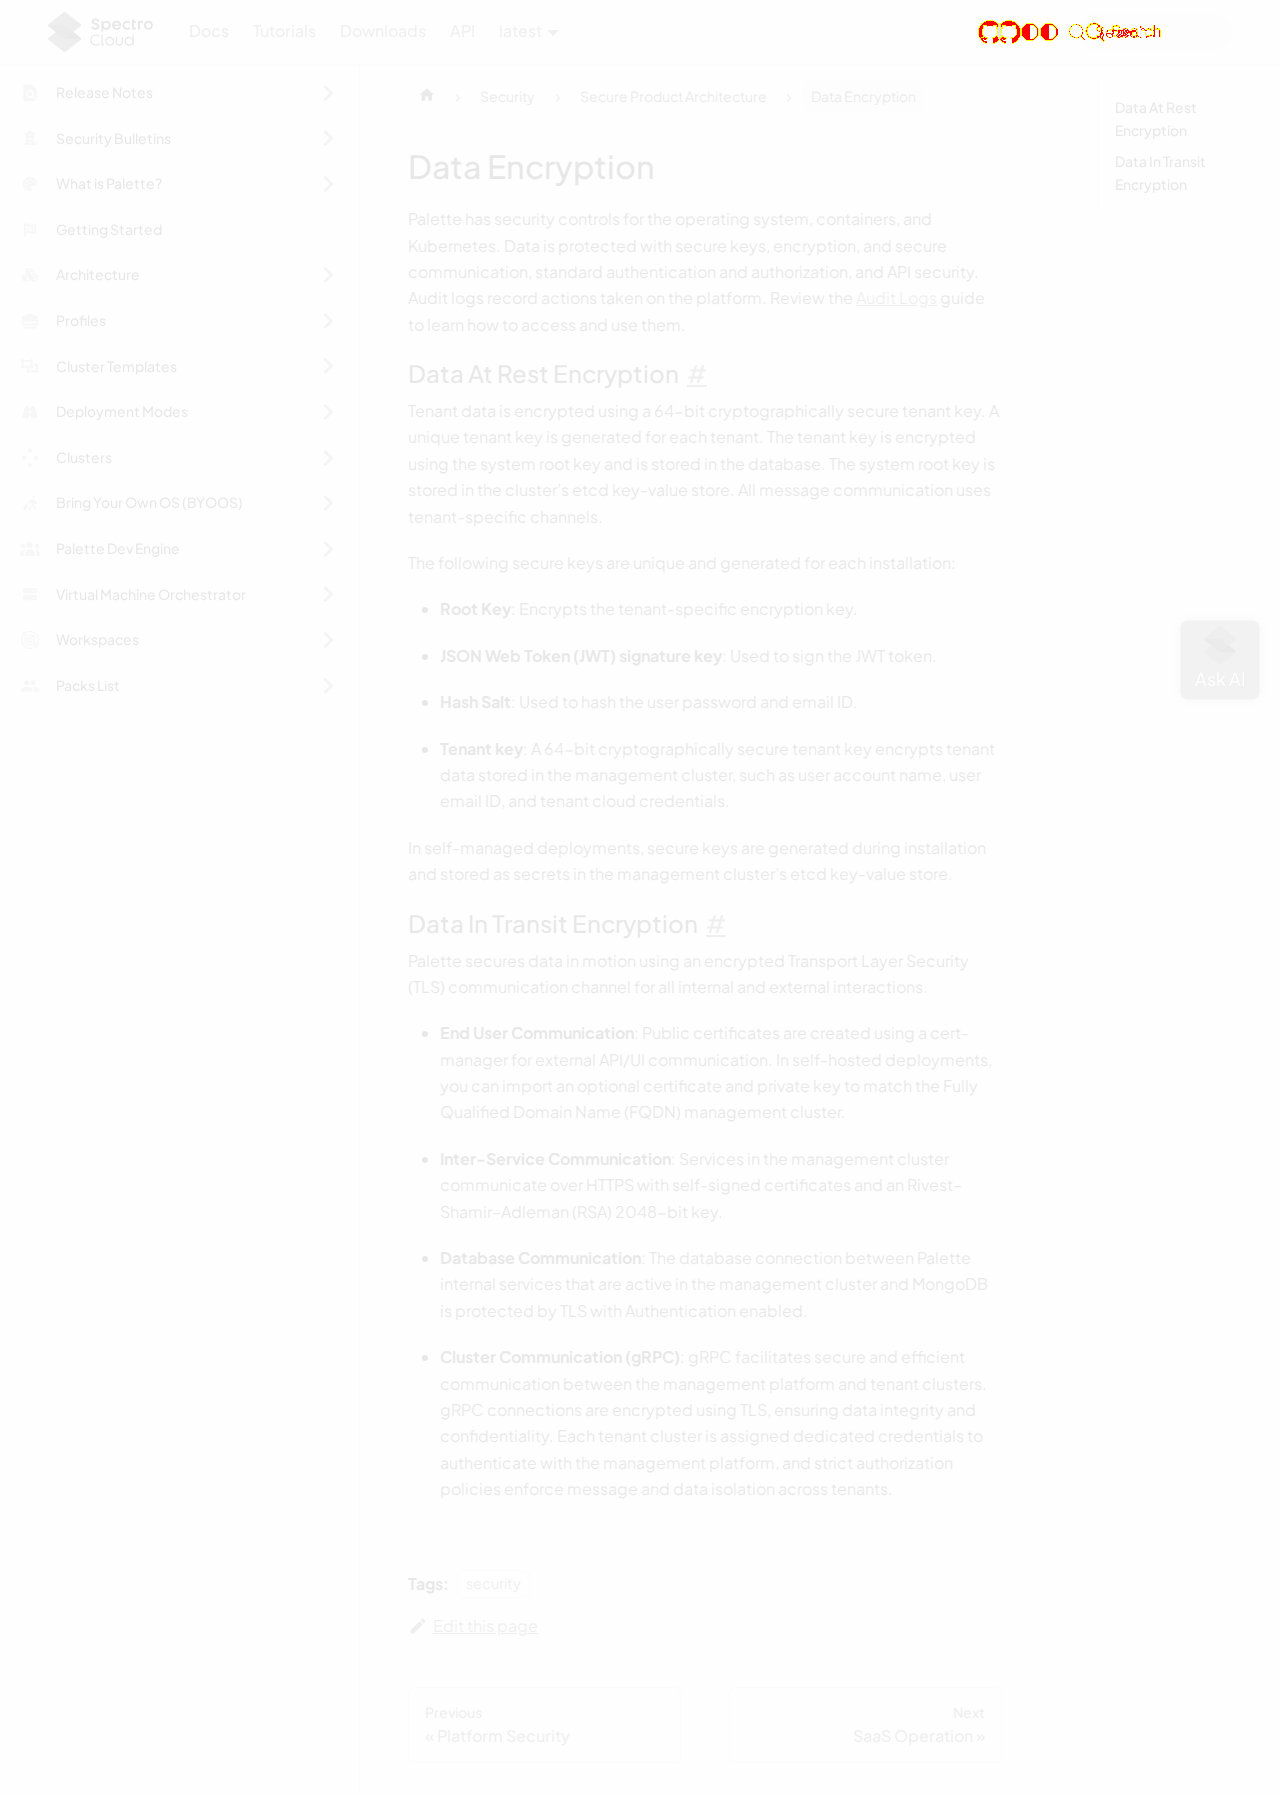 Spectro
Cloud
Docs
Tutorials
Downloads
API
latest
Search
Release Notes
Security Bulletins
What is Palette?
Getting Started
Architecture
Profiles
Cluster Templates
Deployment Modes
Clusters
Bring Your Own OS (BYOOS)
Palette Dev Engine
Virtual Machine Orchestrator
Workspaces
Packs List
Security
Secure Product Architecture
Data Encryption
Data Encryption
Palette has security controls for the operating system, containers, and
Kubernetes. Data is protected with secure keys, encryption, and secure
communication, standard authentication and authorization, and API security.
Audit logs record actions taken on the platform. Review the Audit Logs guide
to learn how to access and use them.
Data At Rest Encryption #
Tenant data is encrypted using a 64-bit cryptographically secure tenant key. A
unique tenant key is generated for each tenant. The tenant key is encrypted
using the system root key and is stored in the database. The system root key is
stored in the cluster's etcd key-value store. All message communication uses
tenant-specific channels.
The following secure keys are unique and generated for each installation:
Root Key: Encrypts the tenant-specific encryption key.
JSON Web Token (JWT) signature key: Used to sign the JWT token.
Hash Salt: Used to hash the user password and email ID.
Tenant key: A 64-bit cryptographically secure tenant key encrypts tenant
data stored in the management cluster, such as user account name, user
email ID, and tenant cloud credentials.
In self-managed deployments, secure keys are generated during installation
and stored as secrets in the management cluster's etcd key-value store.
Data In Transit Encryption #
Palette secures data in motion using an encrypted Transport Layer Security
(TLS) communication channel for all internal and external interactions.
End User Communication: Public certificates are created using a cert-
manager for external API/UI communication. In self-hosted deployments,
you can import an optional certificate and private key to match the Fully
Qualified Domain Name (FQDN) management cluster.
Inter-Service Communication: Services in the management cluster
communicate over HTTPS with self-signed certificates and an Rivest–
Shamir–Adleman (RSA) 2048-bit key.
Database Communication: The database connection between Palette
internal services that are active in the management cluster and MongoDB
is protected by TLS with Authentication enabled.
Cluster Communication (gRPC): gRPC facilitates secure and efficient
communication between the management platform and tenant clusters.
gRPC connections are encrypted using TLS, ensuring data integrity and
confidentiality. Each tenant cluster is assigned dedicated credentials to
authenticate with the management platform, and strict authorization
policies enforce message and data isolation across tenants.
Tags: security
Edit this page
Previous
« Platform Security
Next
SaaS Operation »
Data At Rest
Encryption
Data In Transit
Encryption
Ask AI